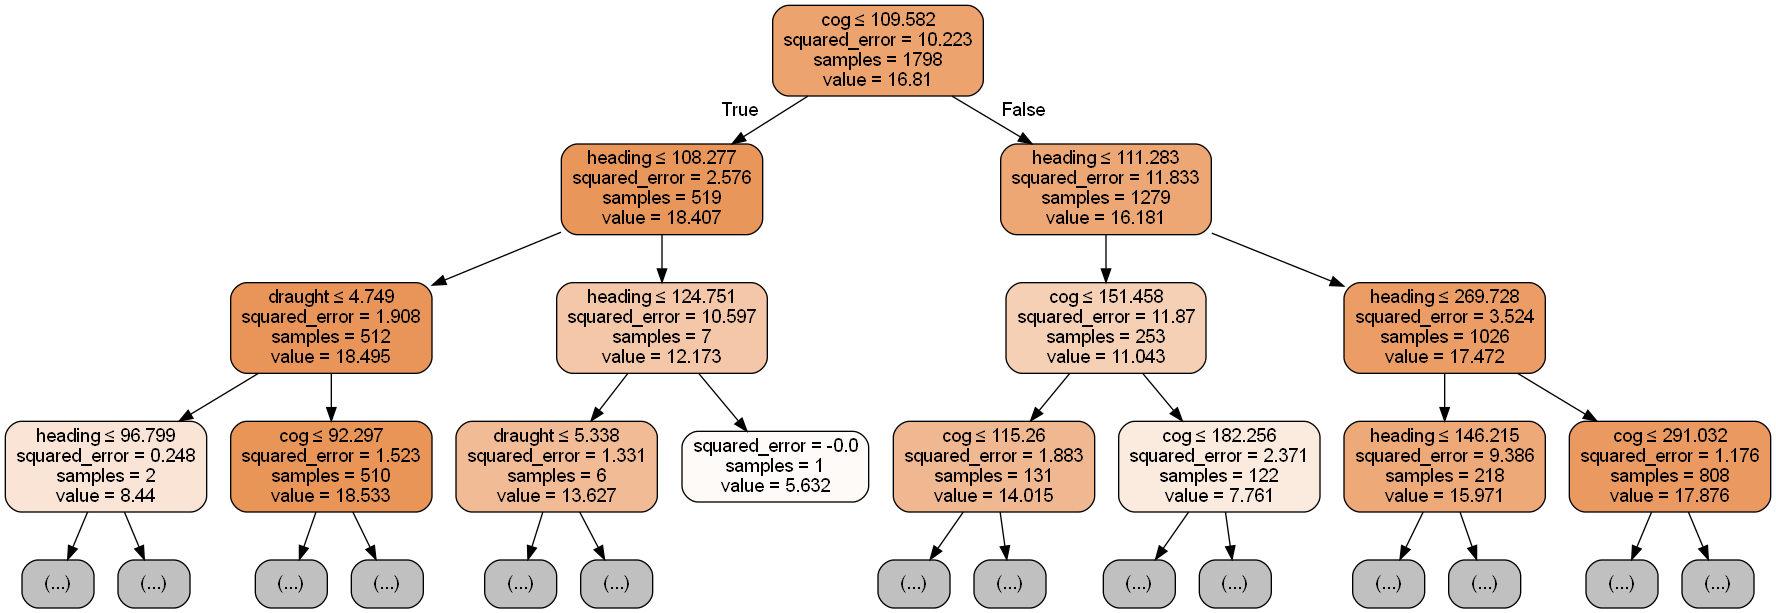 cog ≤ 109.582
squared_error = 10.223
samples = 1798
value = 16.81
True
False
heading ≤ 108.277
squared_error = 2.576
samples = 519
value = 18.407
heading ≤ 111.283
squared_error = 11.833
samples = 1279
value = 16.181
draught ≤ 4.749
squared_error = 1.908
samples = 512
value = 18.495
heading ≤ 124.751
squared_error = 10.597
samples = 7
value = 12.173
cog ≤ 151.458
squared_error = 11.87
samples = 253
value = 11.043
heading ≤ 269.728
squared_error = 3.524
samples = 1026
value = 17.472
heading ≤ 96.799
squared_error = 0.248
samples = 2
value = 8.44
cog ≤ 92.297
squared_error = 1.523
samples = 510
value = 18.533
draught ≤ 5.338
squared_error = 1.331
samples = 6
value = 13.627
squared_error = -0.0
samples = 1
value = 5.632
cog ≤ 115.26
squared_error = 1.883
samples = 131
value = 14.015
cog ≤ 182.256
squared_error = 2.371
samples = 122
value = 7.761
heading ≤ 146.215
squared_error = 9.386
samples = 218
value = 15.971
cog ≤ 291.032
squared_error = 1.176
samples = 808
value = 17.876
(...)
(...)
(...)
(...)
(...)
(...)
(...)
(...)
(...)
(...)
(...)
(...)
(...)
(...)